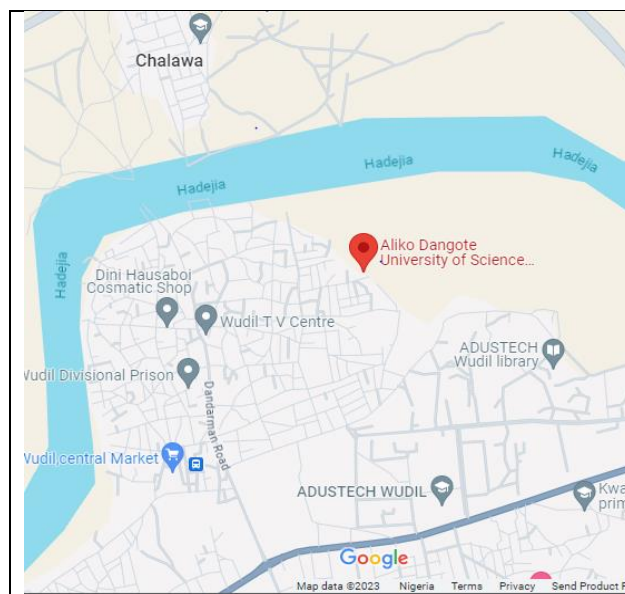 Chalawa
Hadejia
Hadejia
Hadejia
Hadejia
Aliko Dangote
University of Science...
Dini Hausaboi
Cosmatic Shop
Wudil T V Centre
ADUSTECH
Wudil library
Wudil Divisional Prison
Dandarman Road
Wudil central Market
ADUSTECH WUDIL
Kwa
prim
Google
Map data ©2023 Nigeria Terms Privacy Send Product F